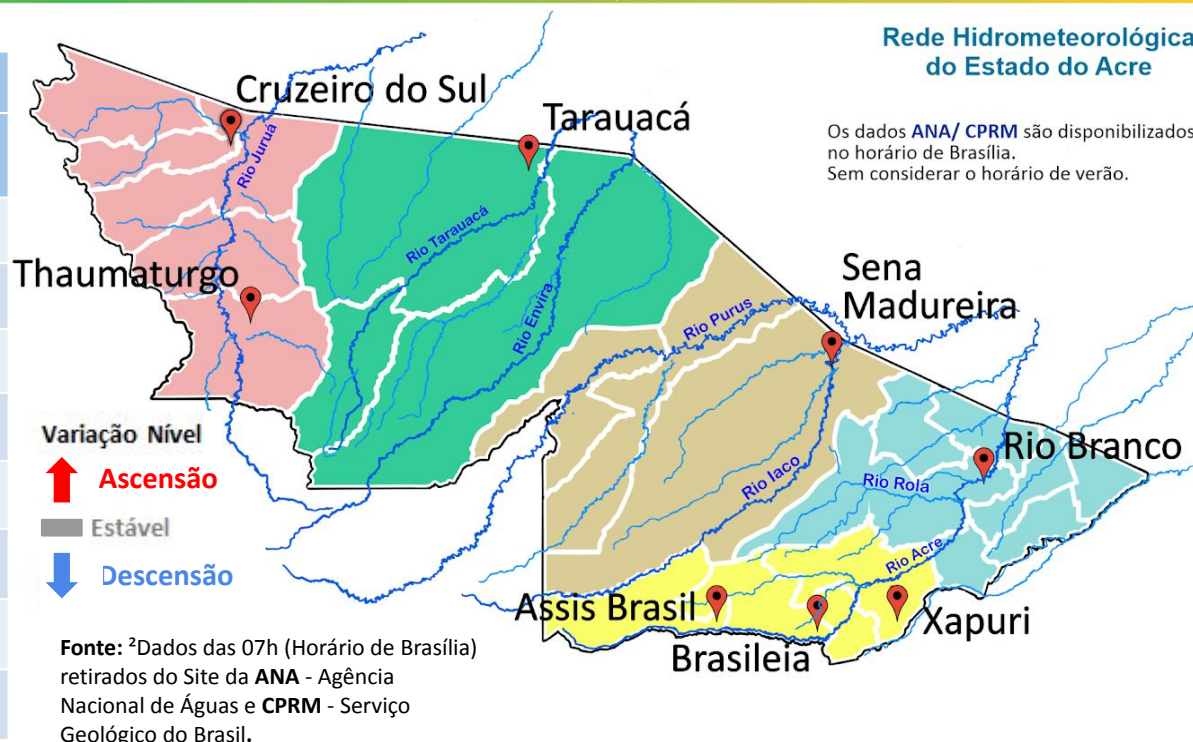 Rede Hidrometeorológica
do Estado do Acre
Os dados ANA/ CPRM são disponibilizados
no horário de Brasília.
Sem considerar o horário de verão.
Cruzeiro do Sul
Tarauacá
Rio Juruá
Rio Tarauacá
Thaumaturgo
Rio Envira
Sena
Madureira
Rio Purus
Variação Nível
Ascensão
Estável
Descensão
Rio Branco
Rio Iaco
Rio Rola
Rio Acre
Assis Brasil
Xapuri
Brasileia
Fonte: ²Dados das 07h (Horário de Brasília)
retirados do Site da ANA - Agência
Nacional de Águas e CPRM - Serviço
Geológico do Brasil.